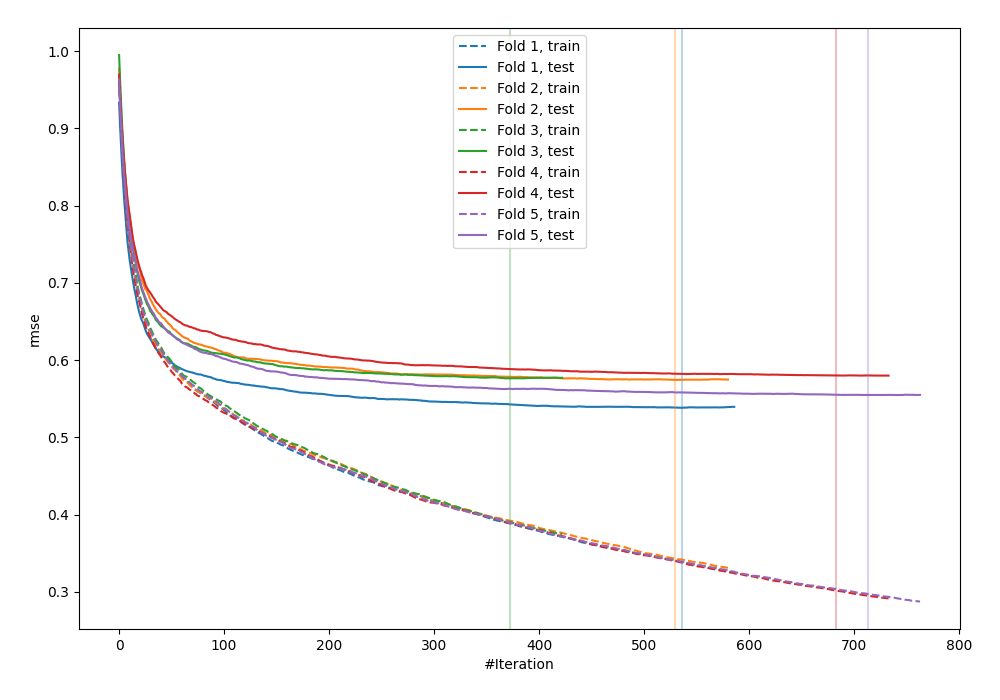 1.0
0.9
0.8
0.7
0.6
0.5
0.4
0.3
rmse
Fold 1, train
Fold 1, test
Fold 2, train
Fold 2, test
Fold 3, train
Fold 3, test
Fold 4, train
Fold 4, test
Fold 5, train
Fold 5, test
0 100 200 300 400 500 600 700 800
#Iteration